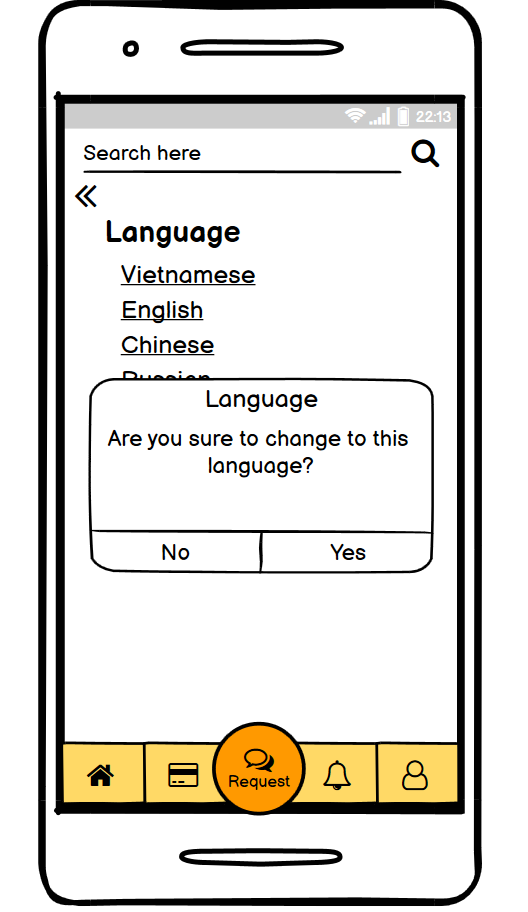 22:13
Search here
Language
Vietnamese
English
Chinese
Russian
Language
Are you sure to change to this
language?
No
Yes
Request